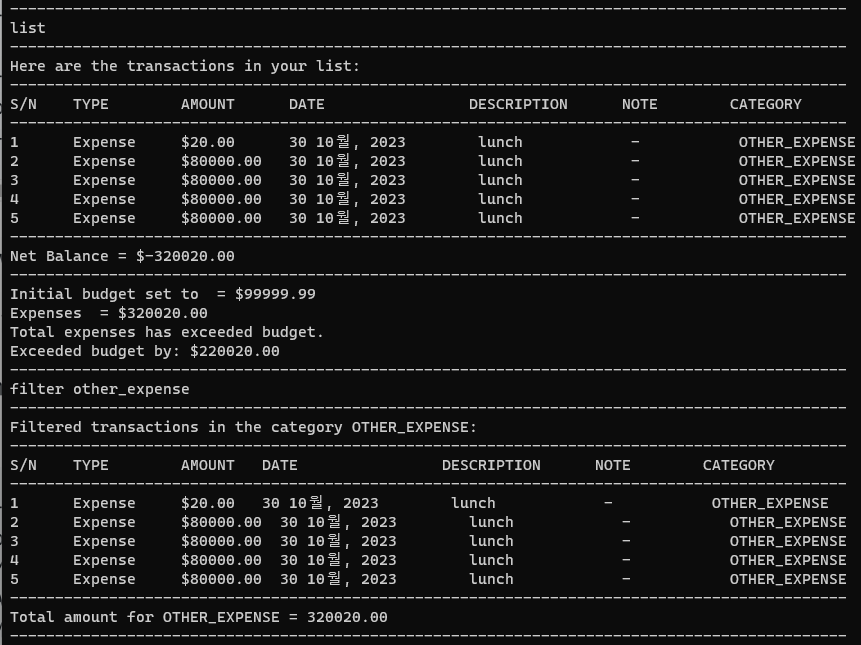 ------------------------------------------------------------------------------------------
list
------------------------------------------------------------------------------------------
Here are the transactions in your list:
------------------------------------------------------------------------------------------
S/N TYPE AMOUNT DATE DESCRIPTION NOTE CATEGORY
------------------------------------------------------------------------------------------
1 Expense $20.00 30 10월, 2023 lunch - OTHER_EXPENSE
2 Expense $80000.00 30 10월, 2023 lunch - OTHER_EXPENSE
3 Expense $80000.00 30 10월, 2023 lunch - OTHER_EXPENSE
4 Expense $80000.00 30 10월, 2023 lunch - OTHER_EXPENSE
5 Expense $80000.00 30 10월, 2023 lunch - OTHER_EXPENSE
------------------------------------------------------------------------------------------
Net Balance = $-320020.00
------------------------------------------------------------------------------------------
Initial budget set to  = $99999.99
Expenses  = $320020.00
Total expenses has exceeded budget.
Exceeded budget by: $220020.00
------------------------------------------------------------------------------------------
filter other_expense
------------------------------------------------------------------------------------------
Filtered transactions in the category OTHER_EXPENSE:
------------------------------------------------------------------------------------------
S/N TYPE AMOUNT DATE DESCRIPTION NOTE CATEGORY
------------------------------------------------------------------------------------------
1 Expense $20.00 30 10월, 2023 lunch - OTHER_EXPENSE
2 Expense $80000.00 30 10월, 2023 lunch - OTHER_EXPENSE
3 Expense $80000.00 30 10월, 2023 lunch - OTHER_EXPENSE
4 Expense $80000.00 30 10월, 2023 lunch - OTHER_EXPENSE
5 Expense $80000.00 30 10월, 2023 lunch - OTHER_EXPENSE
------------------------------------------------------------------------------------------
Total amount for OTHER_EXPENSE = 320020.00
------------------------------------------------------------------------------------------